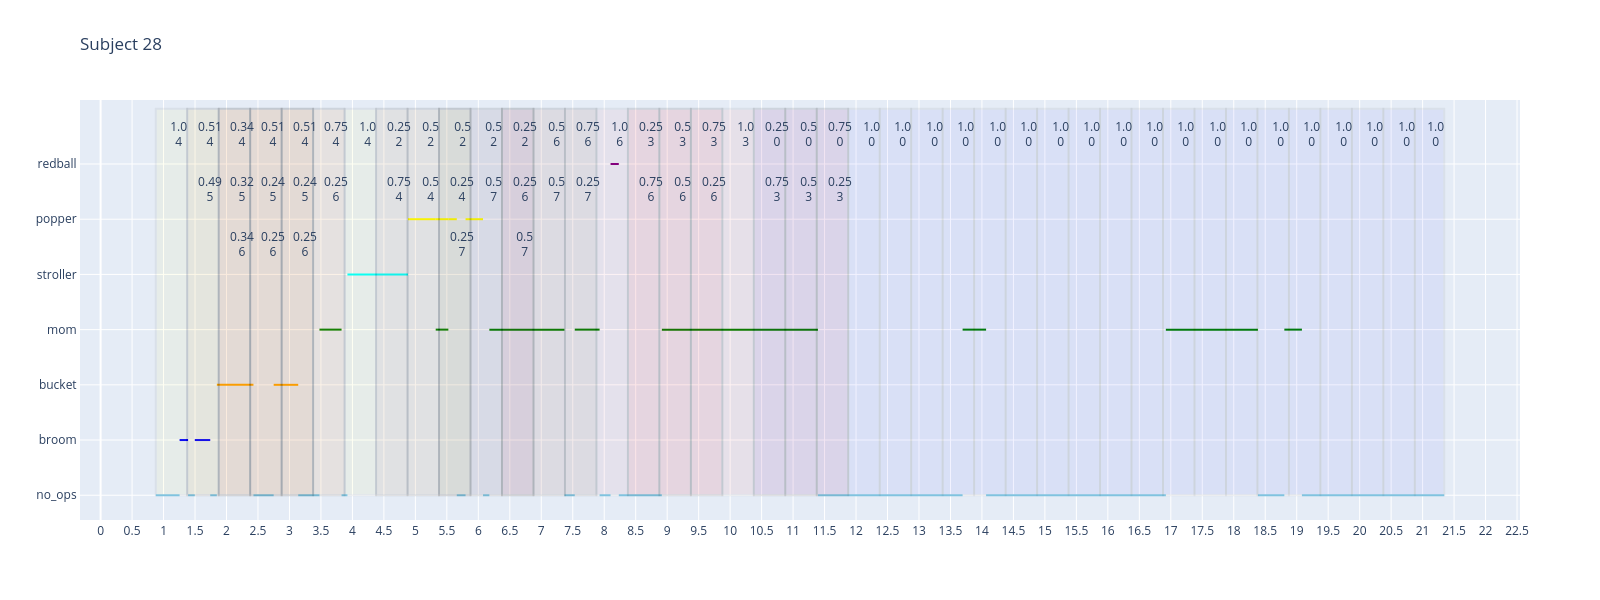 Subject 28
1.0 0.51 0.34 0.51 0.51 0.75 1.0 0.25 0.5 0.5 0.5 0.25 0.5 0.75 1.0 0.25 0.5 0.75 1.0 0.25 0.5 0.75 1.0 1.0 1.0 1.0 1.0 1.0 1.0 1.0 1.0 1.0 1.0 1.0 1.0 1.0 1.0 1.0 1.0 1.0 1.0
4 4 4 4 4 4 4 2 2 2 2 2 6 6 6 3 3 3 3 0 0 0 0 0 0 0 0 0 0 0 0 0 0 0 0 0 0 0 0 0 0
redball
0.49 0.32 0.24 0.24 0.25 0.75 0.5 0.25 0.5 0.25 0.5 0.25 0.75 0.5 0.25 0.75 0.5 0.25
5 5 5 5 6 4 4 4 7 6 7 7 6 6 6 3 3 3
popper
0.34 0.25 0.25 0.25 0.5
6 6 6 7 7
stroller
mom
bucket
broom
no_ops
0 0.5 1 1.5 2 2.5 3 3.5 4 4.5 5 5.5 6 6.5 7 7.5 8 8.5 9 9.5 10 10.5 11 11.5 12 12.5 13 13.5 14 14.5 15 15.5 16 16.5 17 17.5 18 18.5 19 19.5 20 20.5 21 21.5 22 22.5